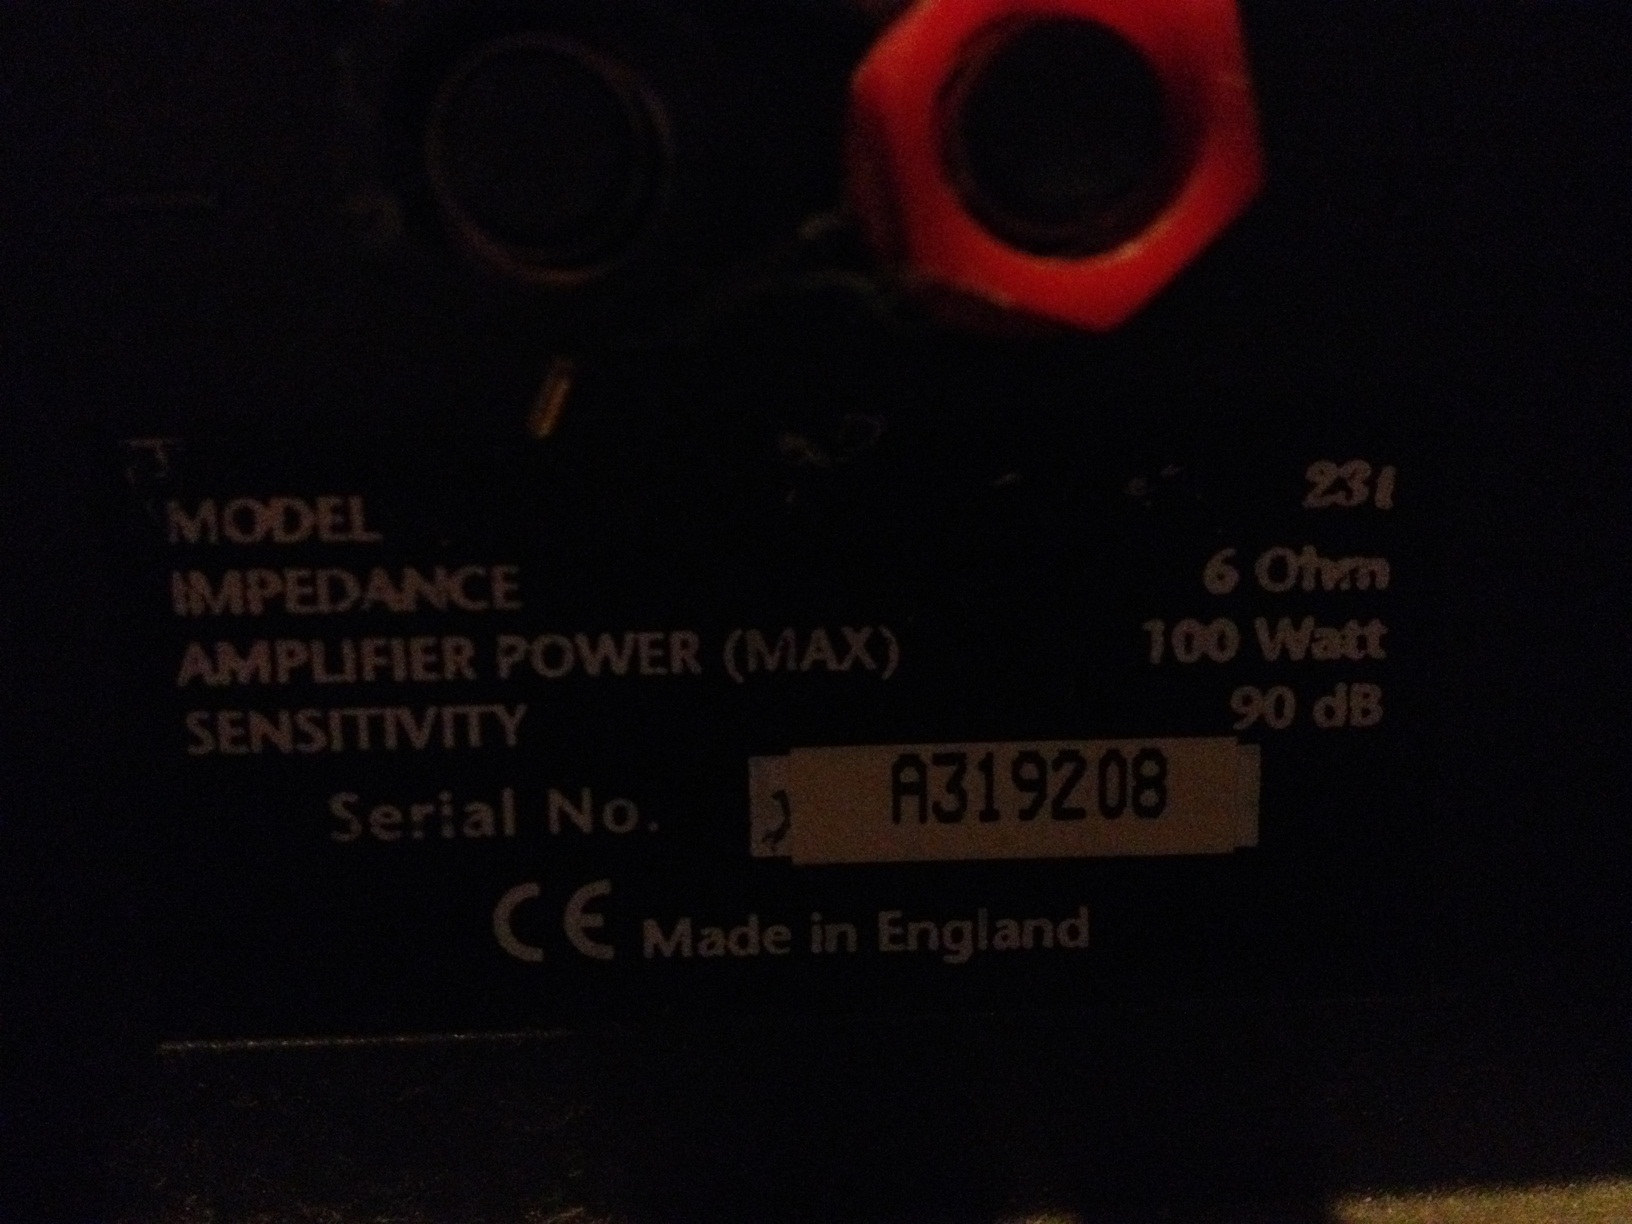 MODEL 231
IMPEDANCE 6 Ohm
AMPLIFIER POWER (MAX) 100 Watt
SENSITIVITY 90 dB
Serial No. A319208
CE Made in England